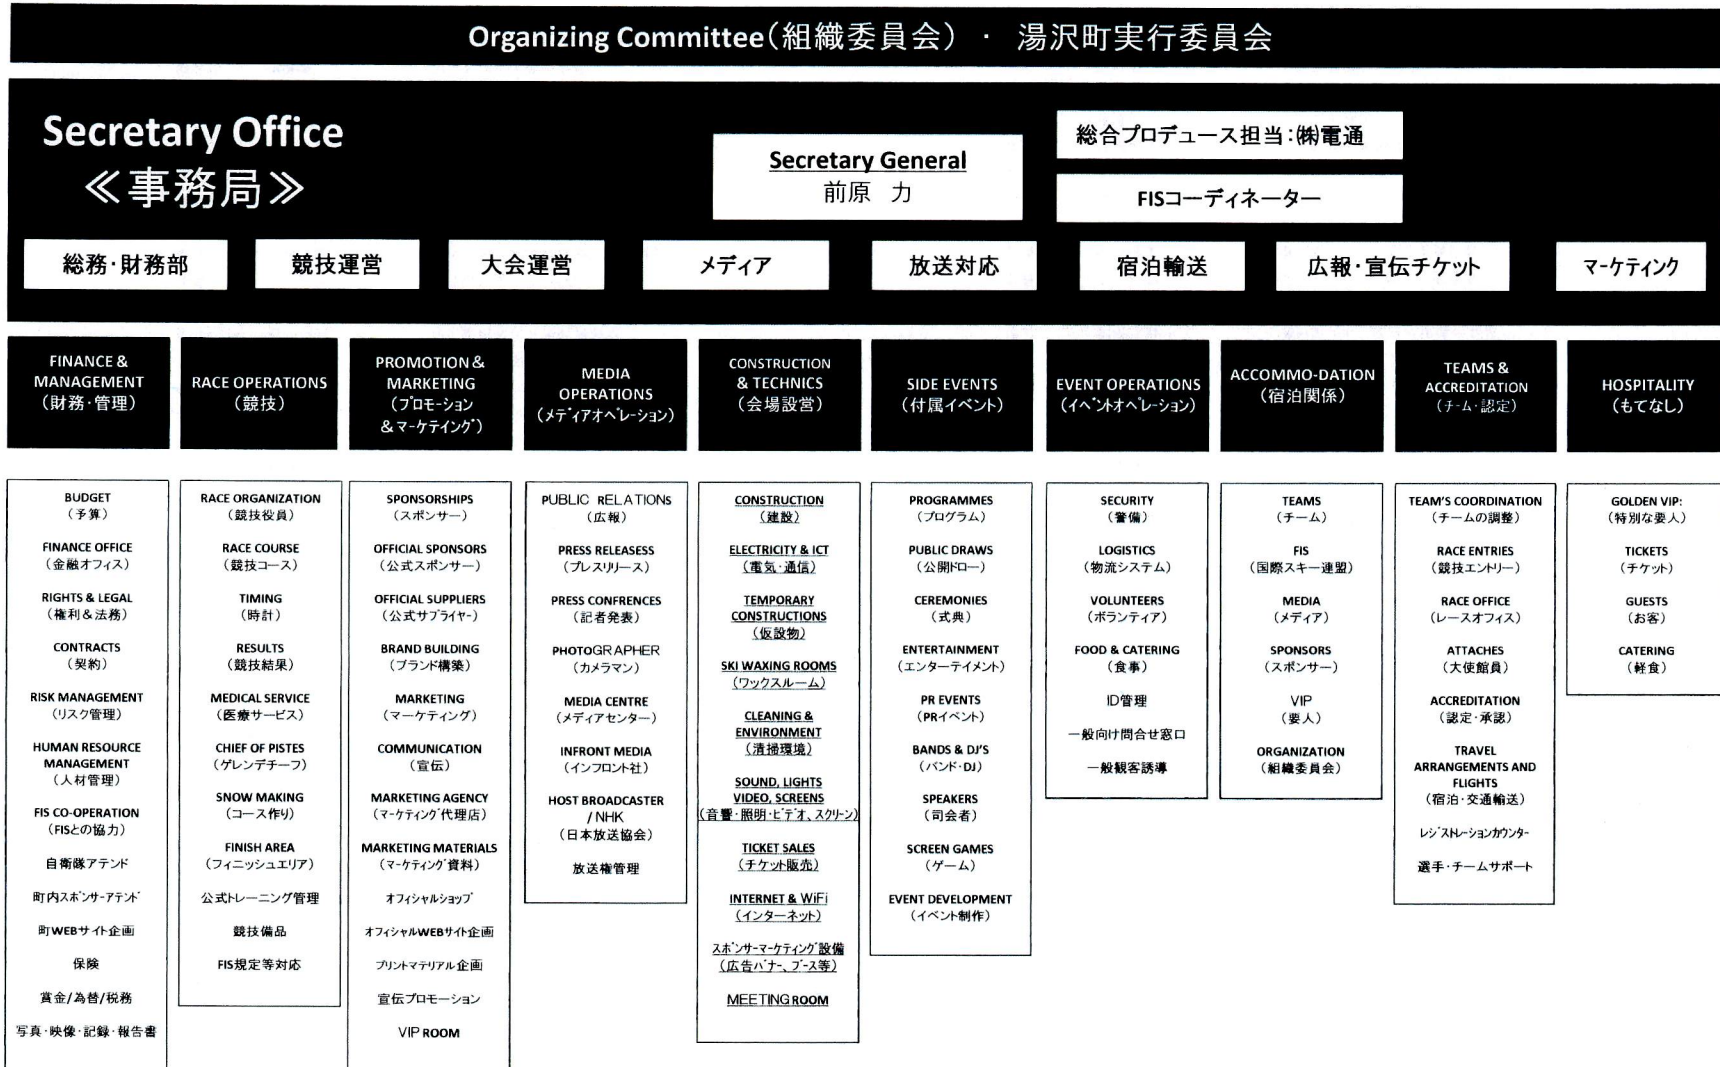 Organizing Committee(組織委員会) ・ 湯沢町実行委員会
Secretary Office
≪事務局≫
Secretary General
前原 力
総合プロデュース担当:㈱電通
FISコーディネーター
総務・財務部
競技運営
大会運営
メディア
放送対応
宿泊輸送
広報・宣伝チケット
マーケティング
FINANCE &
MANAGEMENT
(財務・管理)
RACE OPERATIONS
(競技)
PROMOTION &
MARKETING
(プロモーション
&マーケティング)
MEDIA
OPERATIONS
(メディアオペレーション)
CONSTRUCTION
& TECHNICS
(会場設営)
SIDE EVENTS
(付属イベント)
EVENT OPERATIONS
(イベントオペレーション)
ACCOMMO-DATION
(宿泊関係)
TEAMS &
ACCREDITATION
(チーム・認定)
HOSPITALITY
(もてなし)
BUDGET
(予算)
FINANCE OFFICE
(金融オフィス)
RIGHTS & LEGAL
(権利&法務)
CONTRACTS
(契約)
RISK MANAGEMENT
(リスク管理)
HUMAN RESOURCE
MANAGEMENT
(人材管理)
FIS CO-OPERATION
(FISとの協力)
自衛隊アテンド
町内スポンサーアテンド
町WEBサイト企画
保険
賞金/為替/税務
写真・映像・記録・報告書
RACE ORGANIZATION
(競技役員)
RACE COURSE
(競技コース)
TIMING
(時計)
RESULTS
(競技結果)
MEDICAL SERVICE
(医療サービス)
CHIEF OF PISTES
(ゲレンデチーフ)
SNOW MAKING
(コース作り)
FINISH AREA
(フィニッシュエリア)
公式トレーニング管理
競技備品
FIS規定等対応
SPONSORSHIPS
(スポンサー)
OFFICIAL SPONSORS
(公式スポンサー)
OFFICIAL SUPPLIERS
(公式サプライヤー)
BRAND BUILDING
(ブランド構築)
MARKETING
(マーケティング)
COMMUNICATION
(宣伝)
MARKETING AGENCY
(マーケティング代理店)
MARKETING MATERIALS
(マーケティング資料)
オフィシャルショップ
オフィシャルWEBサイト企画
プリントマテリアル企画
宣伝プロモーション
VIP ROOM
PUBLIC RELATIONS
(広報)
PRESS RELEASESS
(プレスリリース)
PRESS CONFRENCES
(記者発表)
PHOTOGRAPHER
(カメラマン)
MEDIA CENTRE
(メディアセンター)
INFRONT MEDIA
(インフロント社)
HOST BROADCASTER
/ NHK
(日本放送協会)
放送権管理
CONSTRUCTION
(建設)
ELECTRICITY & ICT
(電気・通信)
TEMPORARY
CONSTRUCTIONS
(仮設物)
SKI WAXING ROOMS
(ワックスルーム)
CLEANING &
ENVIRONMENT
(清掃環境)
SOUND, LIGHTS
VIDEO, SCREENS
(音響・照明・ビデオ、スクリーン)
TICKET SALES
(チケット販売)
INTERNET & WiFi
(インターネット)
スポンサーマーケティング設備
(広告バナー、ブース等)
MEETING ROOM
PROGRAMMES
(プログラム)
PUBLIC DRAWS
(公開ドロー)
CEREMONIES
(式典)
ENTERTAINMENT
(エンターテイメント)
PR EVENTS
(PRイベント)
BANDS & DJ'S
(バンド・DJ)
SPEAKERS
(司会者)
SCREEN GAMES
(ゲーム)
EVENT DEVELOPMENT
(イベント制作)
SECURITY
(警備)
LOGISTICS
(物流システム)
VOLUNTEERS
(ボランティア)
FOOD & CATERING
(食事)
ID管理
一般向け問合せ窓口
一般観客誘導
TEAMS
(チーム)
FIS
(国際スキー連盟)
MEDIA
(メディア)
SPONSORS
(スポンサー)
VIP
(要人)
ORGANIZATION
(組織委員会)
TEAM'S COORDINATION
(チームの調整)
RACE ENTRIES
(競技エントリー)
RACE OFFICE
(レースオフィス)
ATTACHES
(大使館員)
ACCREDITATION
(認定・承認)
TRAVEL
ARRANGEMENTS AND
FLIGHTS
(宿泊・交通輸送)
レジストレーションカウンター
選手・チームサポート
GOLDEN VIP:
(特別な要人)
TICKETS
(チケット)
GUESTS
(お客)
CATERING
(軽食)